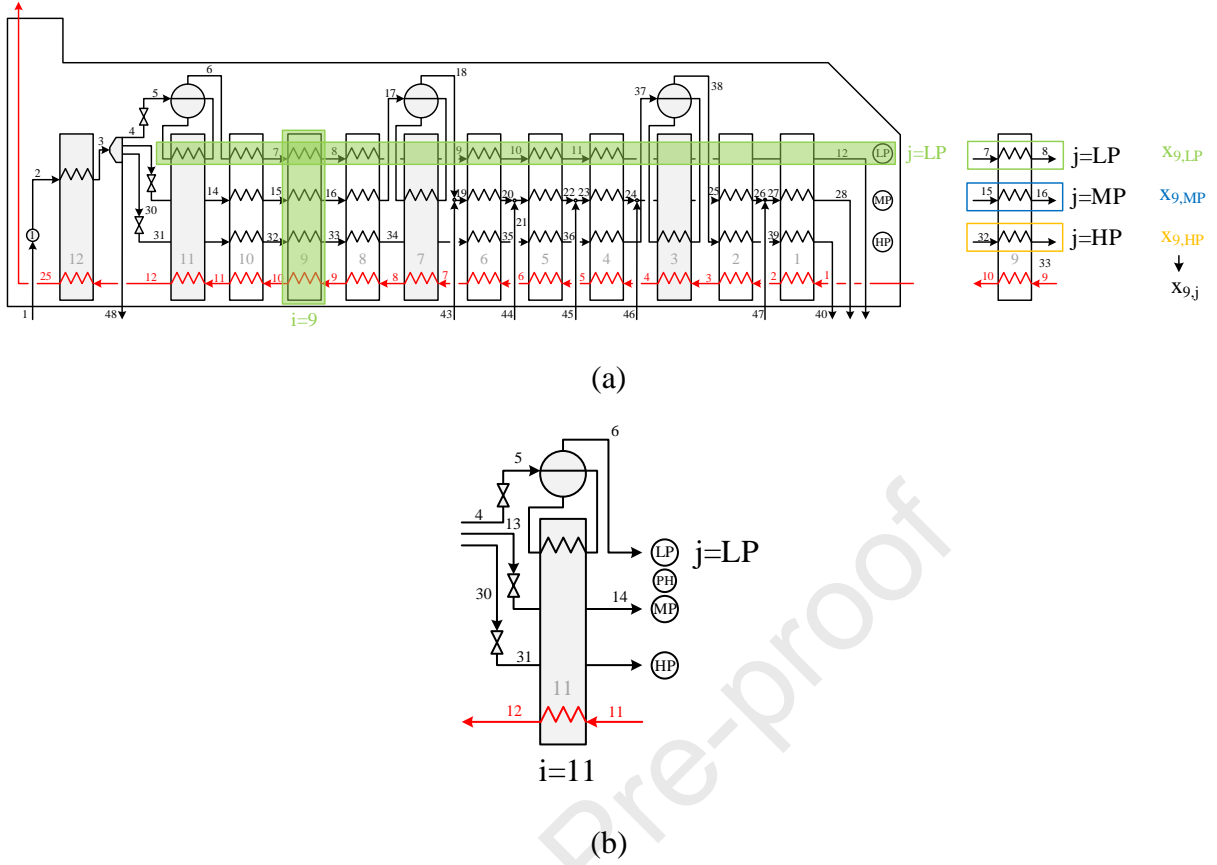 6 18
5 17 37 38
4
3
2
7 8 9 10 11 12 LP j=LP
30 14 15 16 19 20 22 23 24 25 26 27 28 MP
1 21
31 32 33 34 35 36 39 HP
12 11 10 9 8 7 6 5 4 3 2 1
25 12 11 10 9 8 7 6 5 4 3 2 1
i=9
1 48 43 44 45 46 47 40
7 8 j=LP x9,LP
15 16 j=MP x9,MP
32 j=HP x9,HP
9 33
10 9 x9,j
(a)
6
5
4
13
LP j=LP
PH
30 14 MP
31 HP
11
12 11
i=11
(b)
Pre-proof